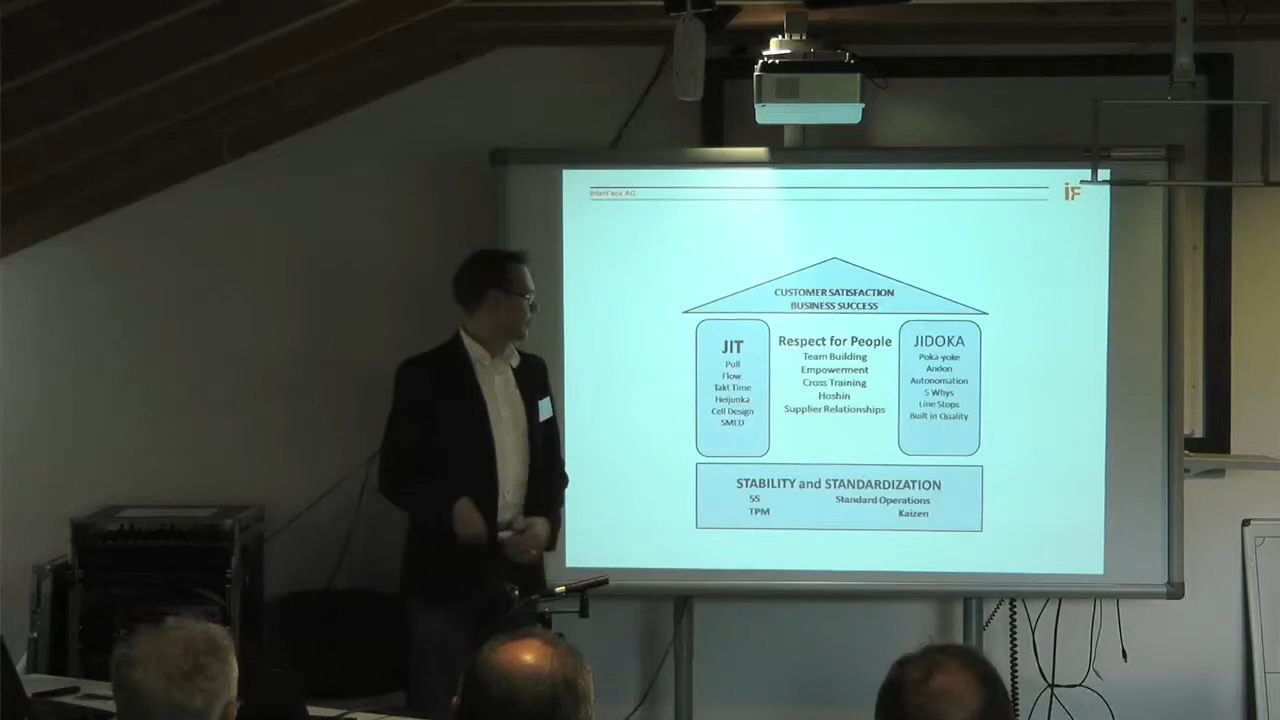 InterFace AG
iF
CUSTOMER SATISFACTION
BUSINESS SUCCESS
JIT
Pull
Flow
Takt Time
Heijunka
Cell Design
SMED
Respect for People
Team Building
Empowerment
Cross Training
Hoshin
Supplier Relationships
JIDOKA
Poka-yoke
Andon
Autonomation
5 Whys
Line Stops
Built in Quality
STABILITY and STANDARDIZATION
5S Standard Operations
TPM Kaizen